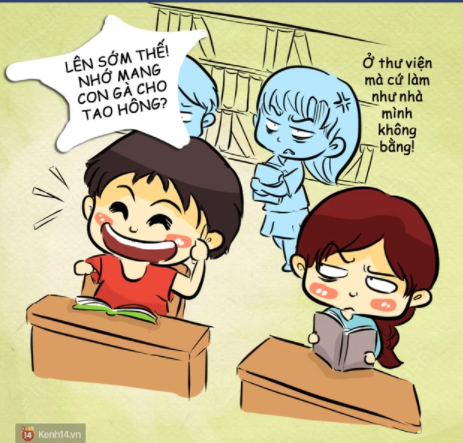 LÊN SỚM THẾ!
NHỚ MANG
CON GÀ CHO
TAO HÔNG?
Ở thư viện
mà cứ làm
như nhà
mình
không
bằng!
14 Kenh14.vn